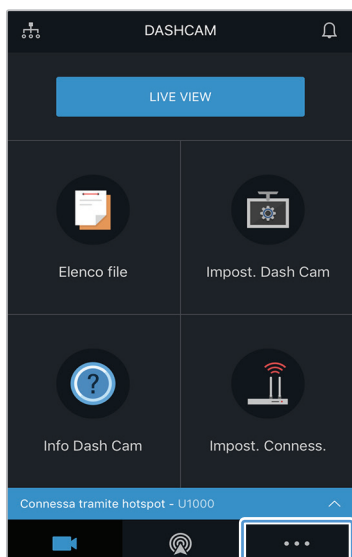 DASHCAM
LIVE VIEW
Elenco file
Impost. Dash Cam
Info Dash Cam
Impost. Conness.
Connessa tramite hotspot - U1000